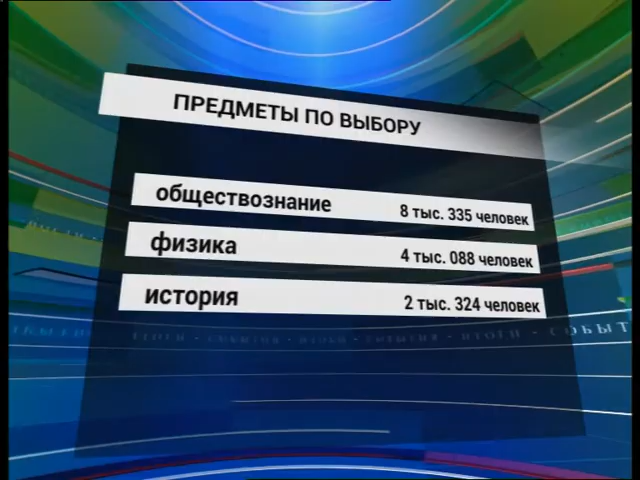 ПРЕДМЕТЫ ПО ВЫБОРУ
обществознание 8 тыс. 335 человек
физика 4 тыс. 088 человек
история 2 тыс. 324 человек